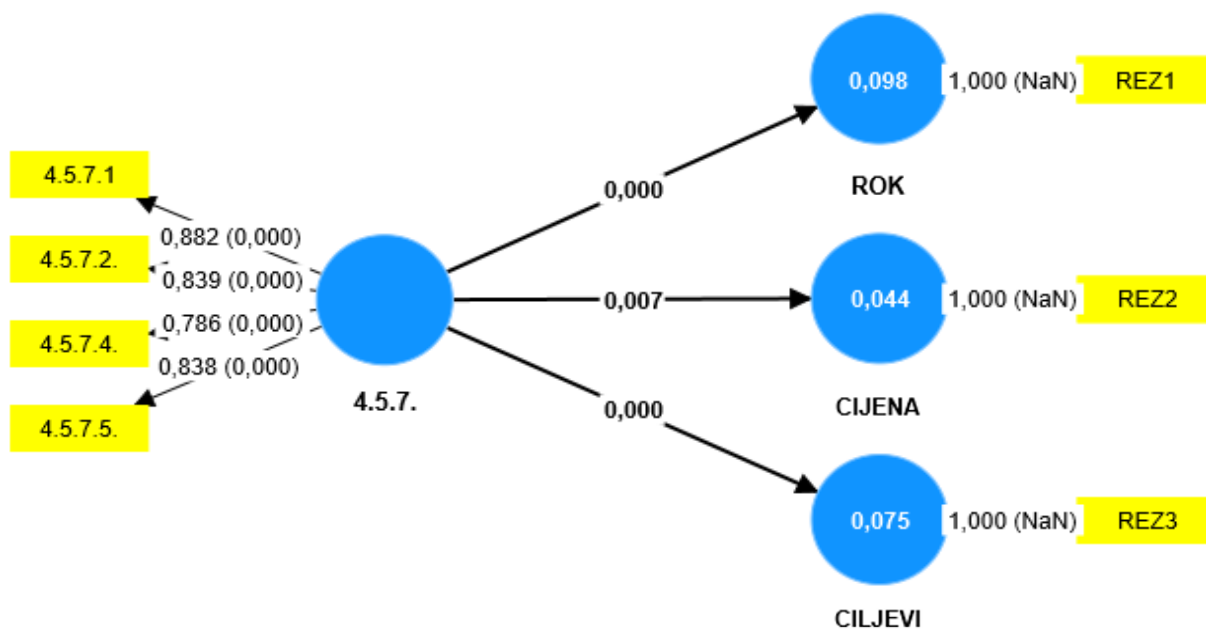 4.5.7.1
4.5.7.2.
4.5.7.4.
4.5.7.5.
0,882 (0,000)
0,839 (0,000)
0,786 (0,000)
0,838 (0,000)
4.5.7.
0,000
0,007
0,000
0,098
1,000 (NaN)
REZ1
ROK
0,044
1,000 (NaN)
REZ2
CIJENA
0,075
1,000 (NaN)
REZ3
CILJEVI